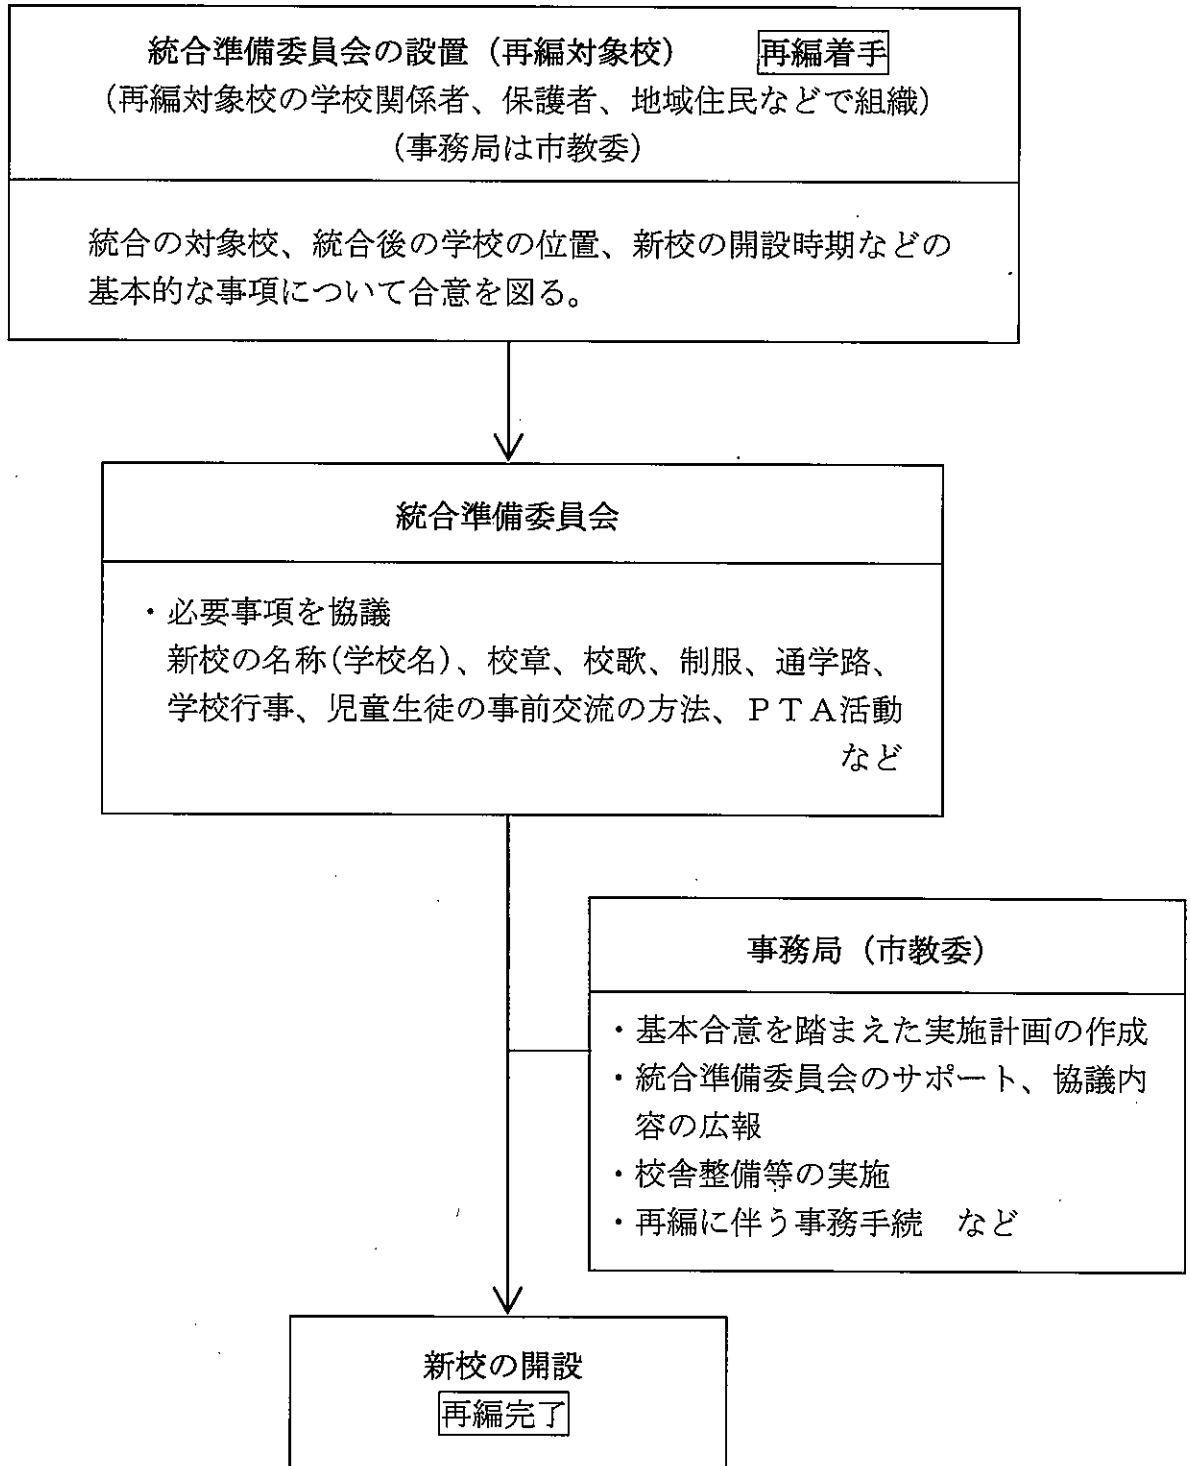 統合準備委員会の設置（再編対象校）　再編着手
（再編対象校の学校関係者、保護者、地域住民などで組織）
（事務局は市教委）
統合の対象校、統合後の学校の位置、新校の開設時期などの
基本的な事項について合意を図る。
統合準備委員会
・必要事項を協議
新校の名称(学校名)、校章、校歌、制服、通学路、
学校行事、児童生徒の事前交流の方法、ＰＴＡ活動
など
事務局（市教委）
・基本合意を踏まえた実施計画の作成
・統合準備委員会のサポート、協議内
容の広報
・校舎整備等の実施
・再編に伴う事務手続　など
新校の開設
再編完了